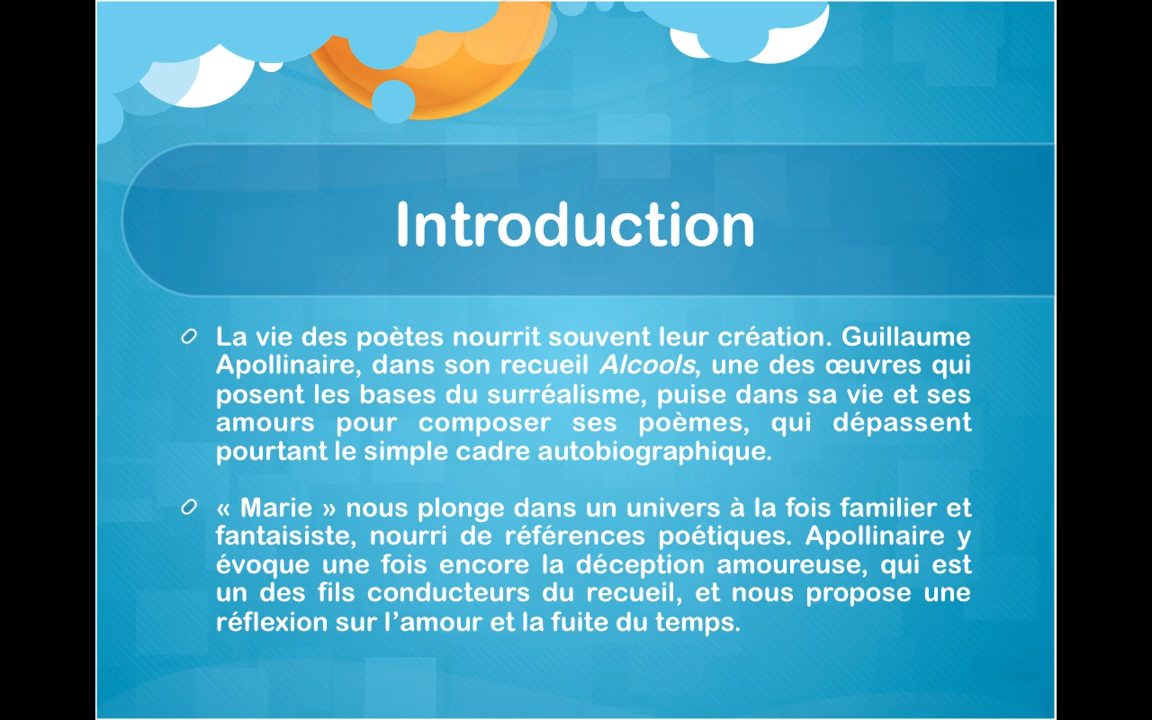 Introduction
La vie des poètes nourrit souvent leur création. Guillaume
Apollinaire, dans son recueil Alcools, une des œuvres qui
posent les bases du surréalisme, puise dans sa vie et ses
amours pour composer ses poèmes, qui dépassent
pourtant le simple cadre autobiographique.
« Marie » nous plonge dans un univers à la fois familier et
fantaisiste, nourri de références poétiques. Apollinaire y
évoque une fois encore la déception amoureuse, qui est
un des fils conducteurs du recueil, et nous propose une
réflexion sur l’amour et la fuite du temps.